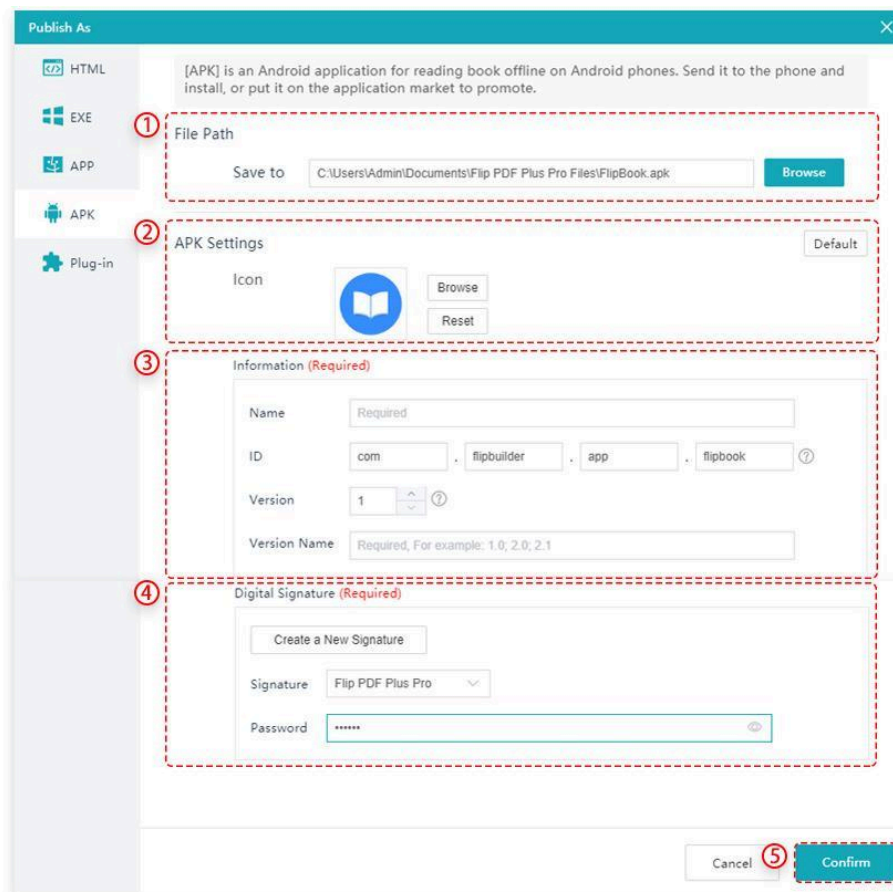 Publish As
HTML
EXE
APP
APK
Plug-in
[APK] is an Android application for reading book offline on Android phones. Send it to the phone and
install, or put it on the application market to promote.
①
File Path
Save to C:\Users\Admin\Documents\Flip PDF Plus Pro Files\FlipBook.apk Browse
②
APK Settings Default
Icon
Browse
Reset
③
Information (Required)
Name Required
ID com . flipbuilder . app . flipbook ?
Version 1 ?
Version Name Required, For example: 1.0; 2.0; 2.1
④
Digital Signature (Required)
Create a New Signature
Signature Flip PDF Plus Pro
Password ••••••
Cancel ⑤ Confirm